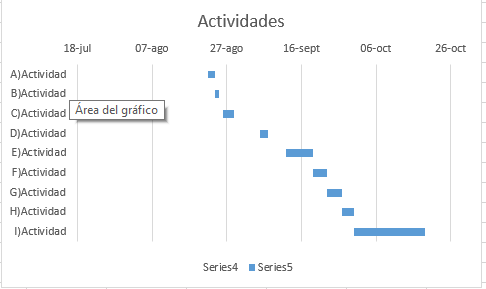 Actividades
18-jul 07-ago 27-ago 16-sept 06-oct 26-oct
A)Actividad
B)Actividad
Área del gráfico
C)Actividad
D)Actividad
E)Actividad
F)Actividad
G)Actividad
H)Actividad
I)Actividad
Series4 Series5